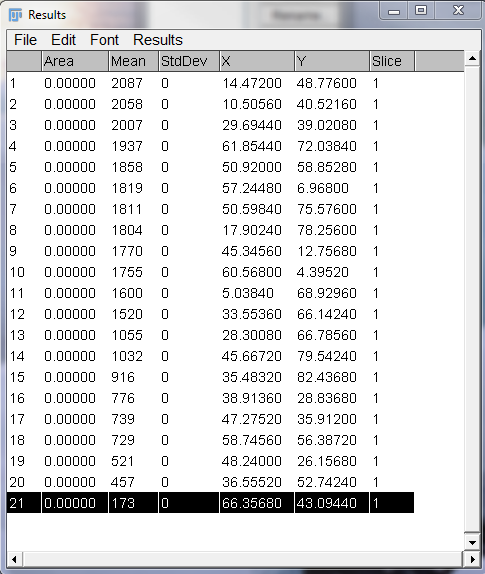 Results
File Edit Font Results
Area Mean StdDev X Y Slice
1 0.00000 2087 0 14.47200 48.77600 1
2 0.00000 2058 0 10.50560 40.52160 1
3 0.00000 2007 0 29.69440 39.02080 1
4 0.00000 1937 0 61.85440 72.03840 1
5 0.00000 1858 0 50.92000 58.85280 1
6 0.00000 1819 0 57.24480 6.96800 1
7 0.00000 1811 0 50.59840 75.57600 1
8 0.00000 1804 0 17.90240 78.25600 1
9 0.00000 1770 0 45.34560 12.75680 1
10 0.00000 1755 0 60.56800 4.39520 1
11 0.00000 1600 0 5.03840 68.92960 1
12 0.00000 1520 0 33.55360 66.14240 1
13 0.00000 1055 0 28.30080 66.78560 1
14 0.00000 1032 0 45.66720 79.54240 1
15 0.00000 916 0 35.48320 82.43680 1
16 0.00000 776 0 38.91360 28.83680 1
17 0.00000 739 0 47.27520 35.91200 1
18 0.00000 729 0 58.74560 56.38720 1
19 0.00000 521 0 48.24000 26.15680 1
20 0.00000 457 0 36.55520 52.74240 1
21 0.00000 173 0 66.35680 43.09440 1